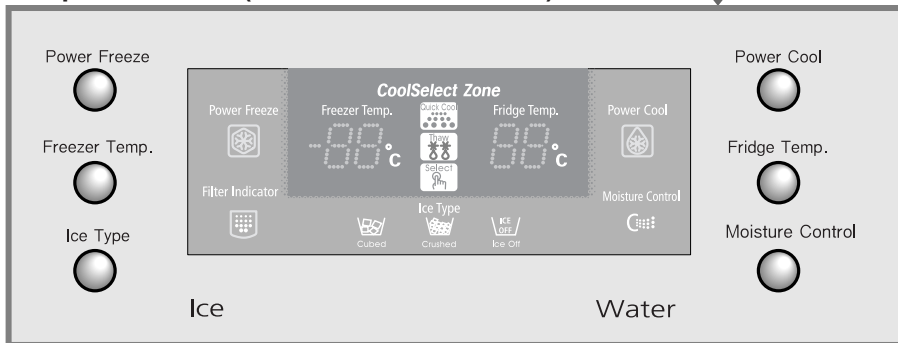 Power Freeze
Freezer Temp.
Ice Type
CoolSelect Zone
Power Freeze
Freezer Temp.
Quick Cool
Fridge Temp.
Power Cool
-88°c
Thaw
88°c
Select
Filter Indicator
Moisture Control
Ice Type
ICE
OFF
Cubed
Crushed
Ice Off
Power Cool
Fridge Temp.
Moisture Control
Ice
Water